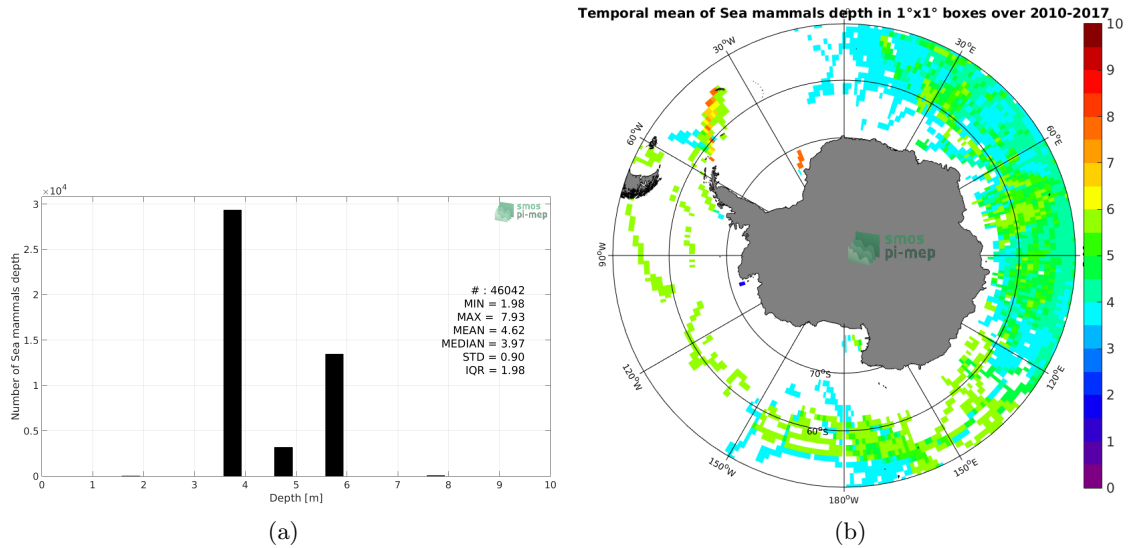 ×10⁴
3
2.5
2
1.5
1
0.5
0
0
1
2
3
4
5
6
7
8
9
10
Number of Sea mammals depth
Depth [m]
smos
pi-mep
# : 46042
MIN = 1.98
MAX = 7.93
MEAN = 4.62
MEDIAN = 3.97
STD = 0.90
IQR = 1.98
(a)
Temporal mean of Sea mammals depth in 1°x1° boxes over 2010-2017
30°W
30°E
60°W
60°E
90°W
120°W
120°E
150°W
150°E
180°W
70°S
60°S
smos
pi-mep
10
9
8
7
6
5
4
3
2
1
0
(b)